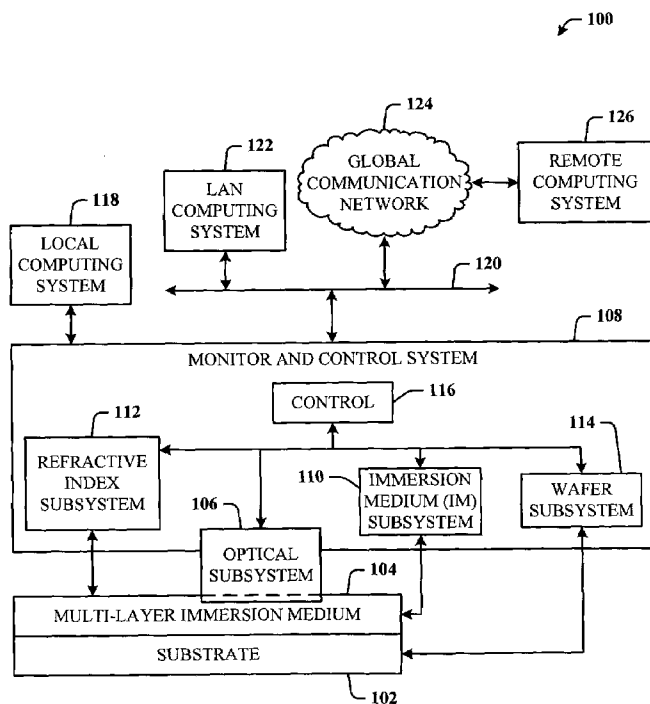 100
124
126
122
GLOBAL
COMMUNICATION
NETWORK
REMOTE
COMPUTING
SYSTEM
118
LAN
COMPUTING
SYSTEM
LOCAL
COMPUTING
SYSTEM
120
108
MONITOR AND CONTROL SYSTEM
116
CONTROL
112
114
REFRACTIVE
INDEX
SUBSYSTEM
106
110
IMMERSION
MEDIUM (IM)
SUBSYSTEM
WAFER
SUBSYSTEM
OPTICAL
SUBSYSTEM
104
MULTI-LAYER IMMERSION MEDIUM
SUBSTRATE
102